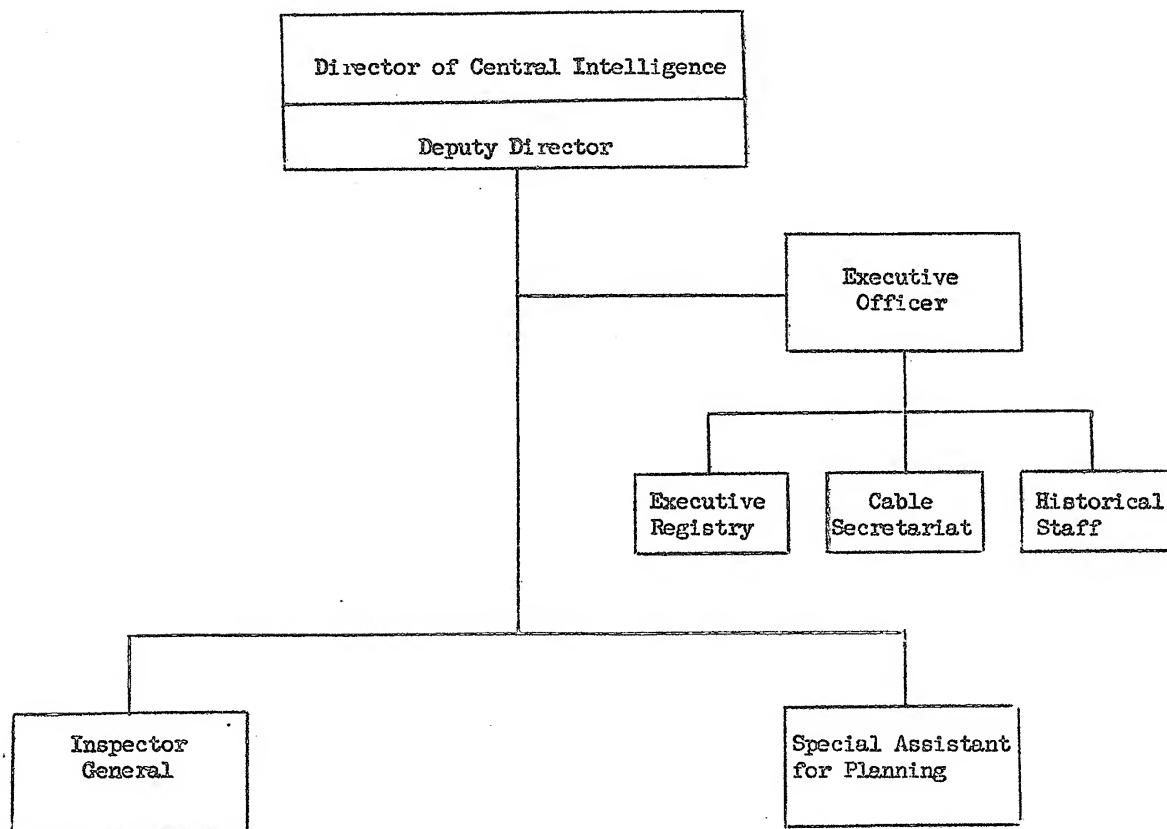 Director of Central Intelligence
Deputy Director
Executive
Officer
Executive
Registry
Cable
Secretariat
Historical
Staff
Inspector
General
Special Assistant
for Planning